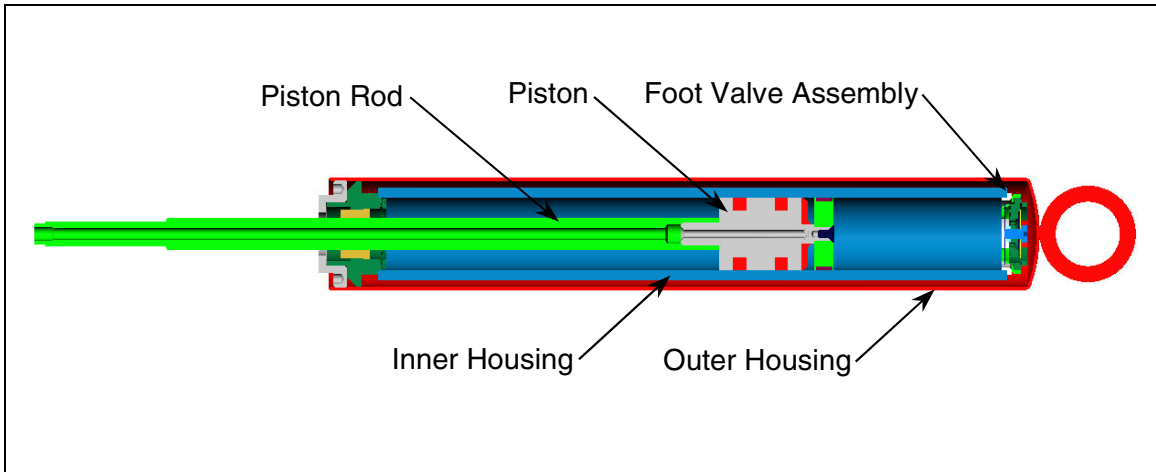 Piston Rod
Piston
Foot Valve Assembly
Inner Housing
Outer Housing